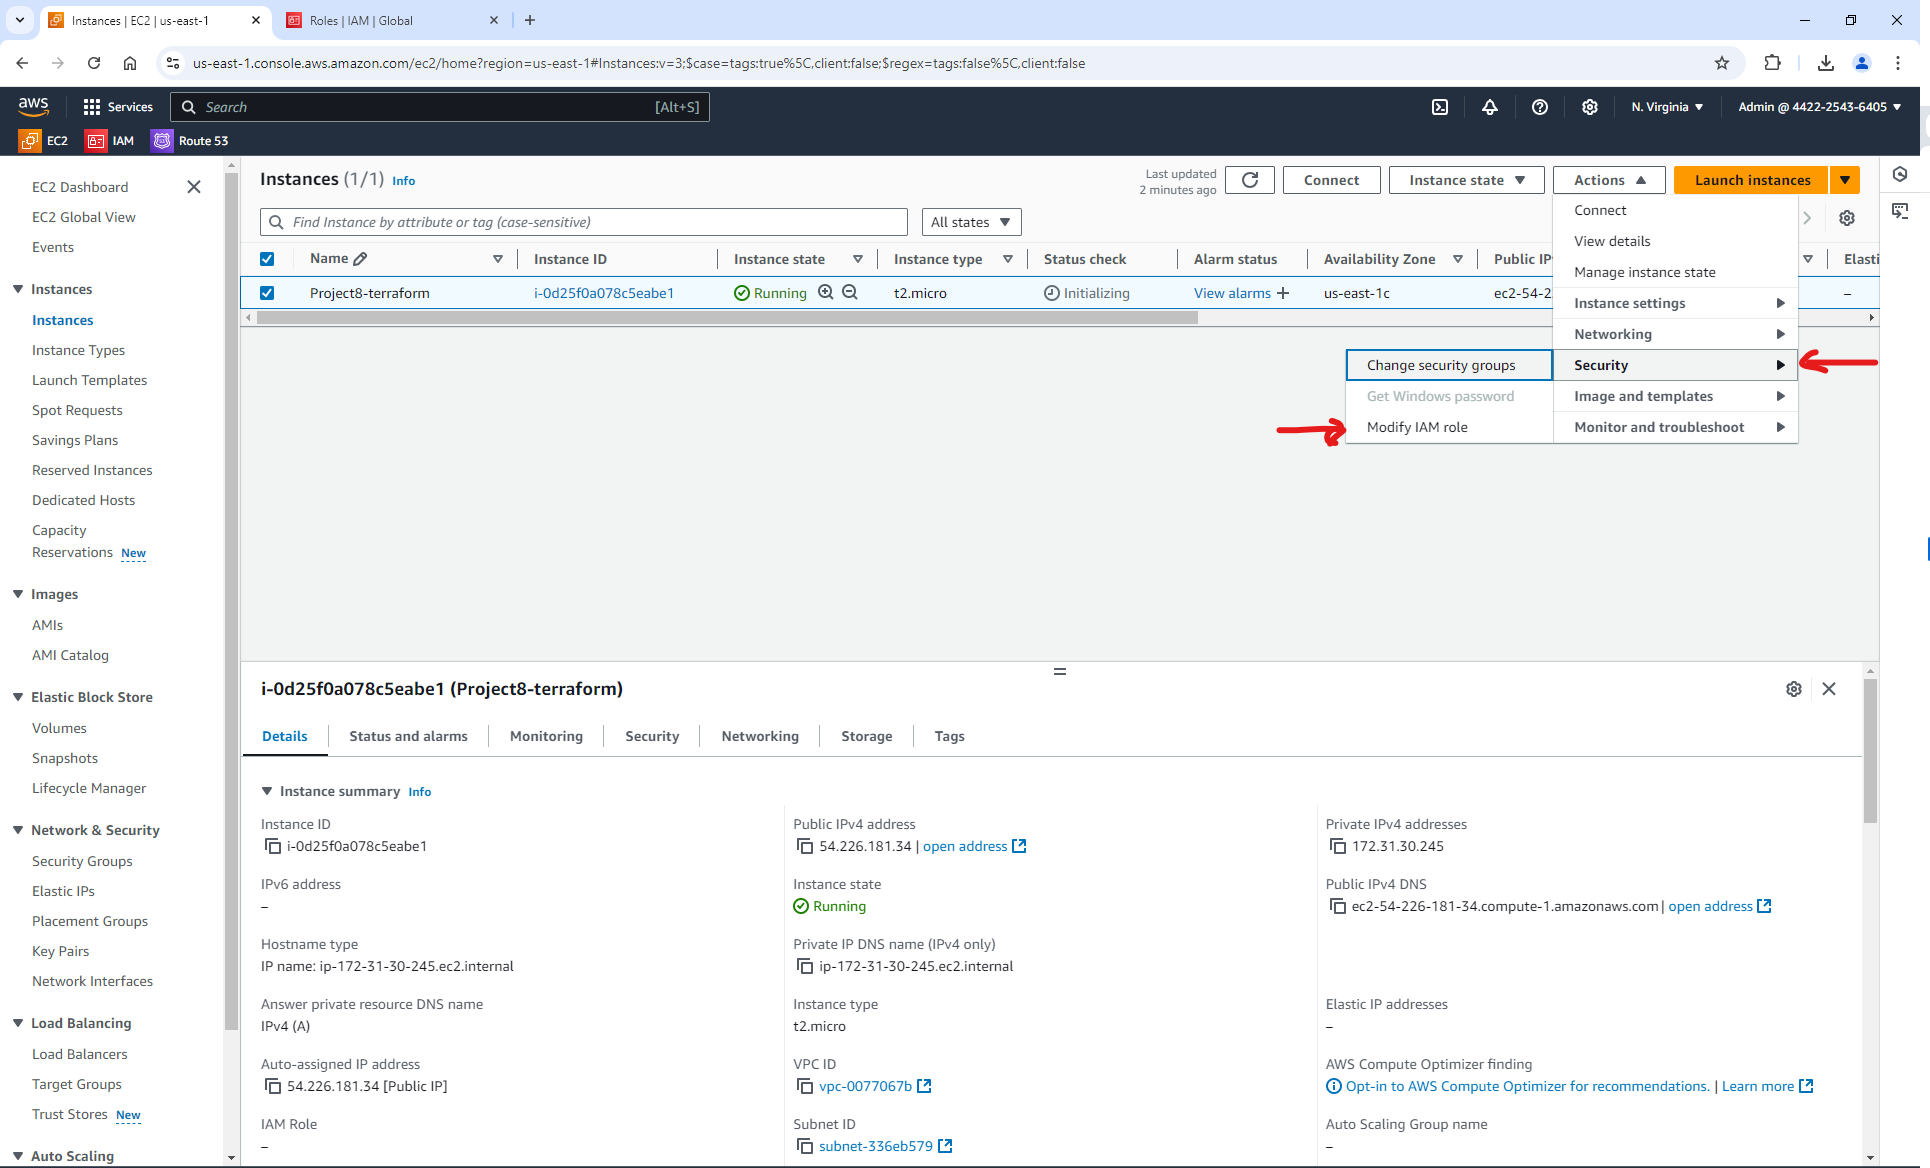 Instances | EC2 | us-east-1
Roles | IAM | Global
us-east-1.console.aws.amazon.com/ec2/home?region=us-east-1#Instances:v=3;$case=tags:true%5C,client:false;$regex=tags:false%5C,client:false
aws Services Search [Alt+S] N. Virginia Admin @ 4422-2543-6405
EC2 IAM Route 53
EC2 Dashboard
EC2 Global View
Events
Instances
Instances
Instance Types
Launch Templates
Spot Requests
Savings Plans
Reserved Instances
Dedicated Hosts
Capacity
Reservations New
Images
AMIs
AMI Catalog
Elastic Block Store
Volumes
Snapshots
Lifecycle Manager
Network & Security
Security Groups
Elastic IPs
Placement Groups
Key Pairs
Network Interfaces
Load Balancing
Load Balancers
Target Groups
Trust Stores New
Auto Scaling
Instances (1/1) Info
Last updated
2 minutes ago
Connect Instance state Actions Launch instances
Find Instance by attribute or tag (case-sensitive) All states
Name Instance ID Instance state Instance type Status check Alarm status Availability Zone Public IP Elasti
Project8-terraform i-0d25f0a078c5eabe1 Running t2.micro Initializing View alarms + us-east-1c ec2-54-2 –
Connect
View details
Manage instance state
Instance settings
Networking
Security
Image and templates
Monitor and troubleshoot
Change security groups
Get Windows password
Modify IAM role
i-0d25f0a078c5eabe1 (Project8-terraform)
Details Status and alarms Monitoring Security Networking Storage Tags
Instance summary Info
Instance ID
i-0d25f0a078c5eabe1
Public IPv4 address
54.226.181.34 | open address
Private IPv4 addresses
172.31.30.245
IPv6 address
–
Instance state
Running
Public IPv4 DNS
ec2-54-226-181-34.compute-1.amazonaws.com | open address
Hostname type
IP name: ip-172-31-30-245.ec2.internal
Private IP DNS name (IPv4 only)
ip-172-31-30-245.ec2.internal
Answer private resource DNS name
IPv4 (A)
Instance type
t2.micro
Elastic IP addresses
–
Auto-assigned IP address
54.226.181.34 [Public IP]
VPC ID
vpc-0077067b
AWS Compute Optimizer finding
Opt-in to AWS Compute Optimizer for recommendations. | Learn more
IAM Role
–
Subnet ID
subnet-336eb579
Auto Scaling Group name
–